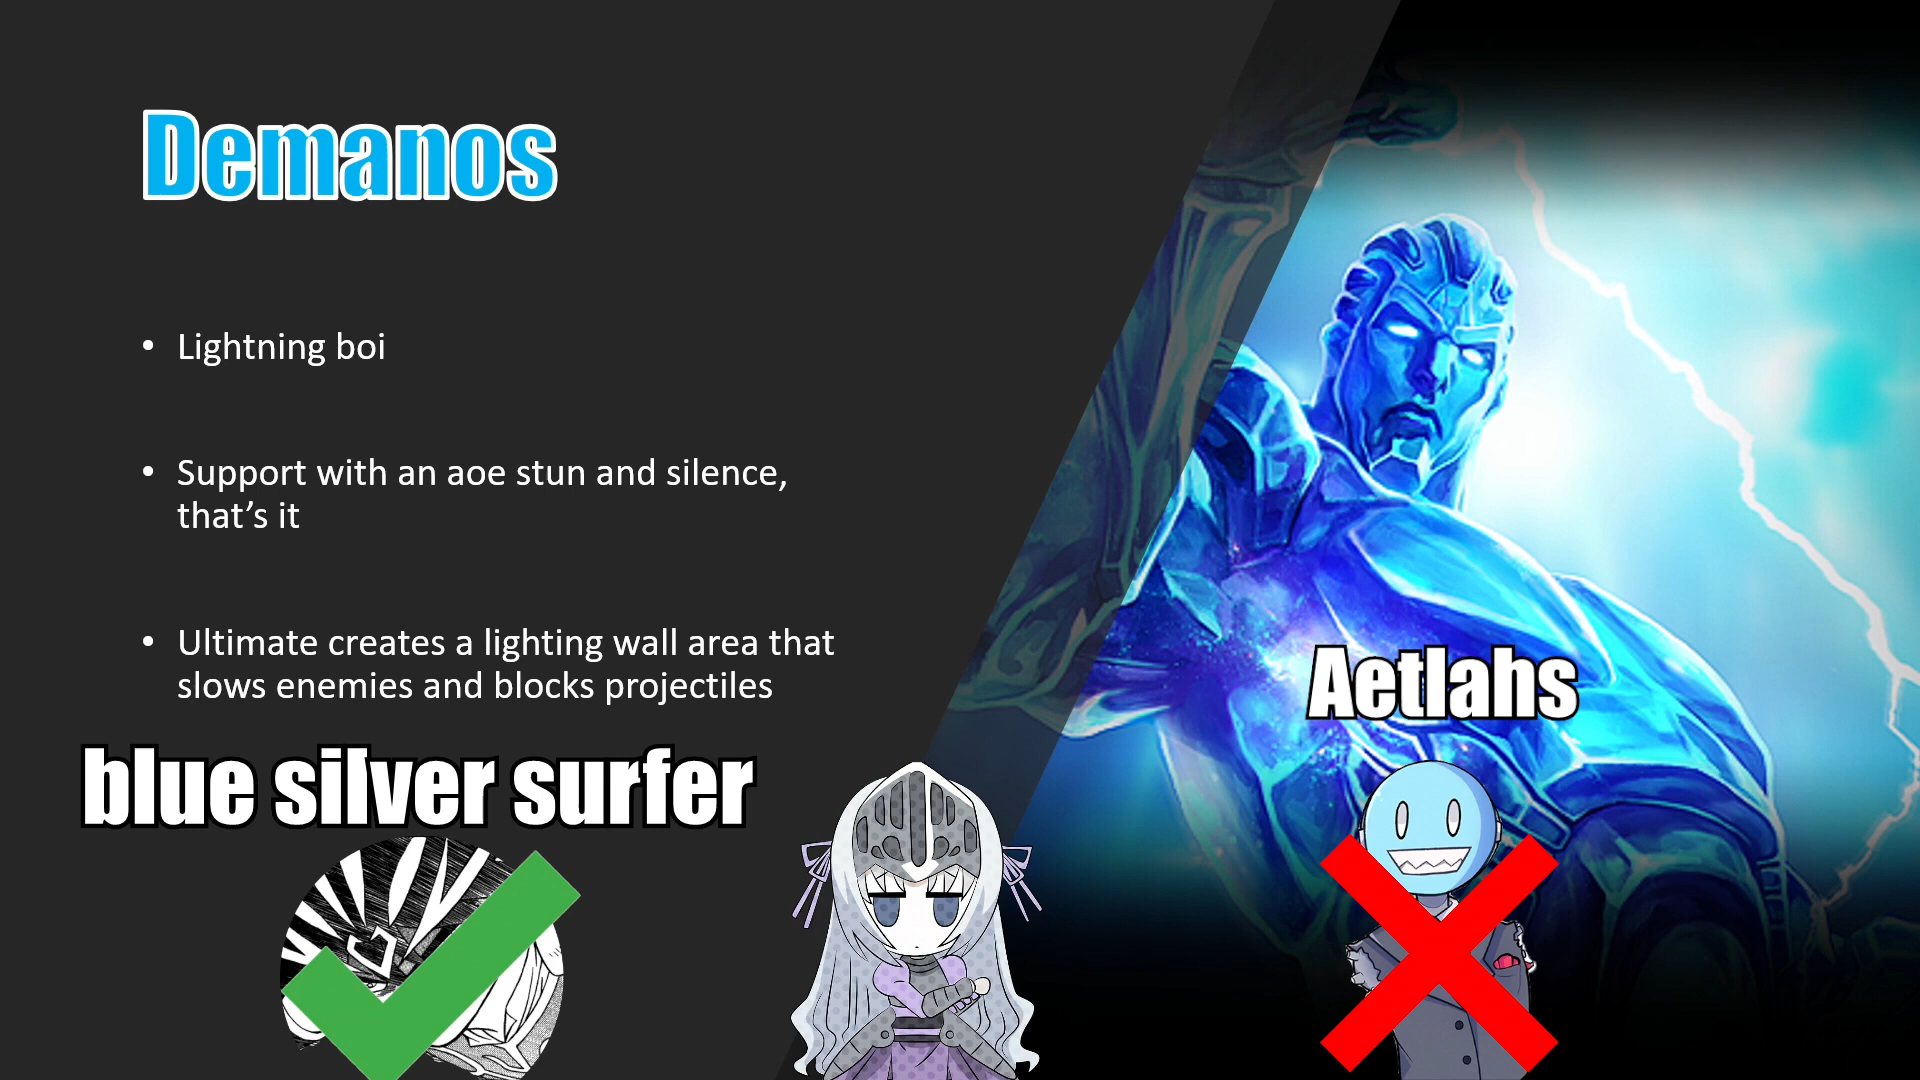 Demanos
• Lightning boi
• Support with an aoe stun and silence,
that’s it
• Ultimate creates a lighting wall area that
slows enemies and blocks projectiles
Aetlahs
blue silver surfer